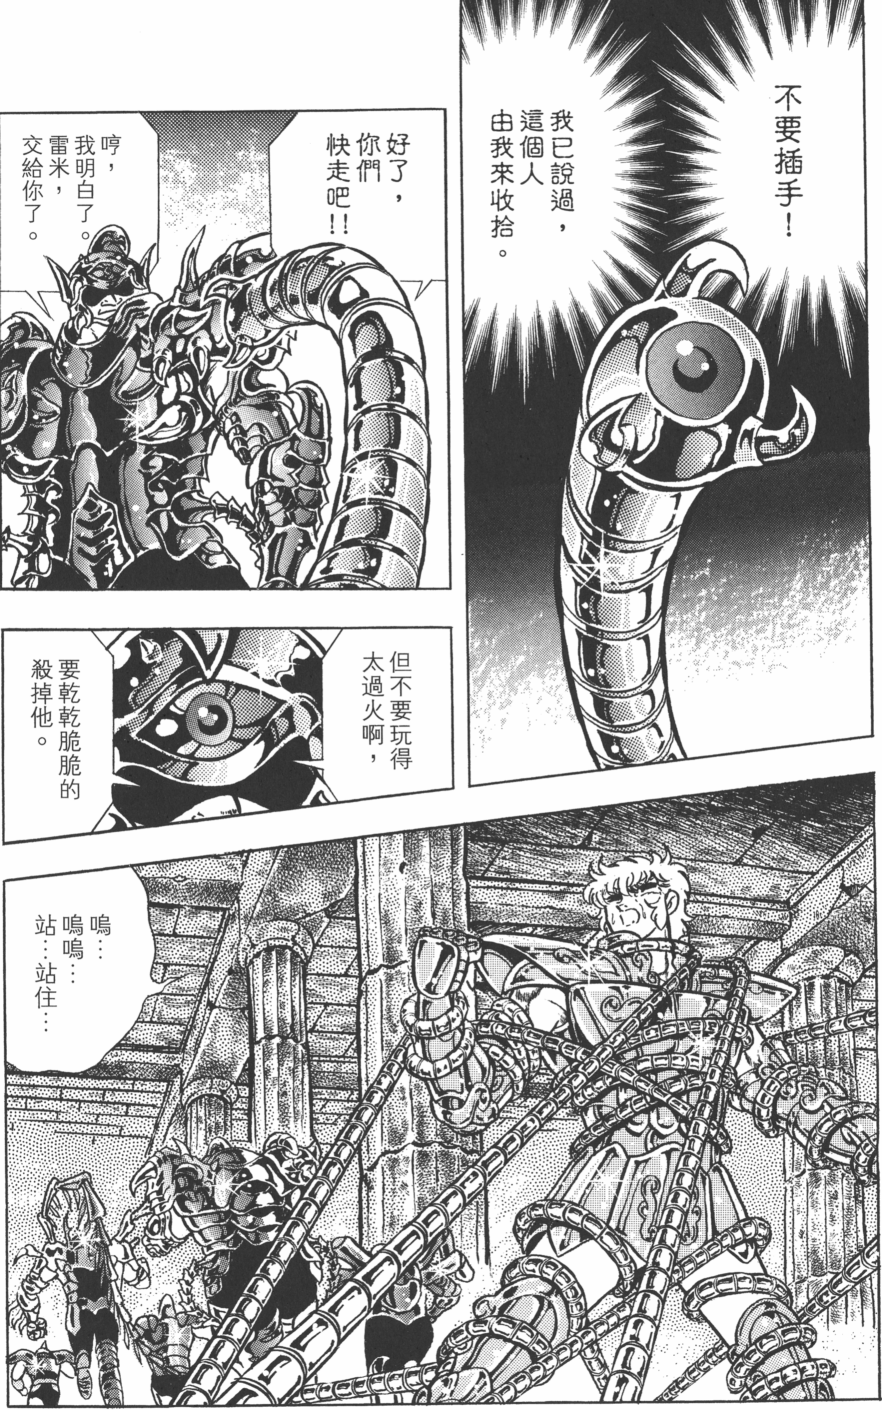 不要插手！
我已說過，
這個人
由我來收拾。
好了，
你們
快走吧!!
哼，
我明白了。
雷米，
交給你了。
但不要玩得
太過火啊，
要乾乾脆脆的
殺掉他。
嗚…
嗚嗚…
站…站住…